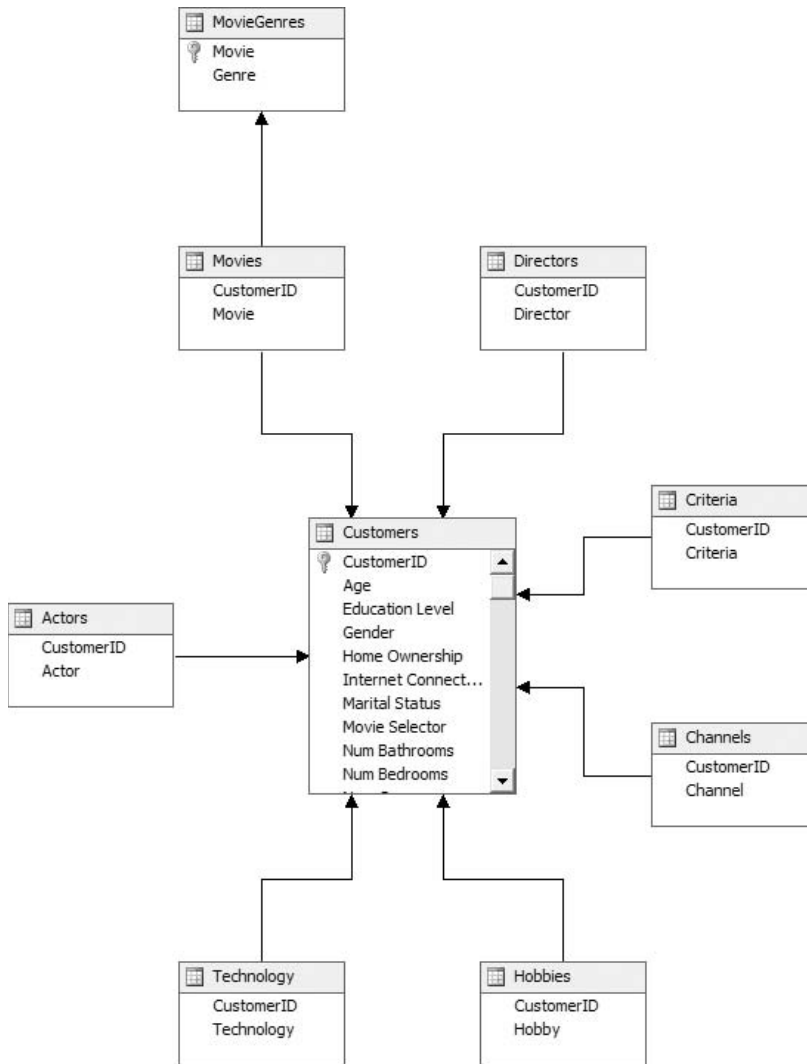 MovieGenres
Movie
Genre
Movies
CustomerID
Movie
Directors
CustomerID
Director
Customers
CustomerID
Age
Education Level
Gender
Home Ownership
Internet Connect...
Marital Status
Movie Selector
Num Bathrooms
Num Bedrooms
Criteria
CustomerID
Criteria
Actors
CustomerID
Actor
Channels
CustomerID
Channel
Technology
CustomerID
Technology
Hobbies
CustomerID
Hobby